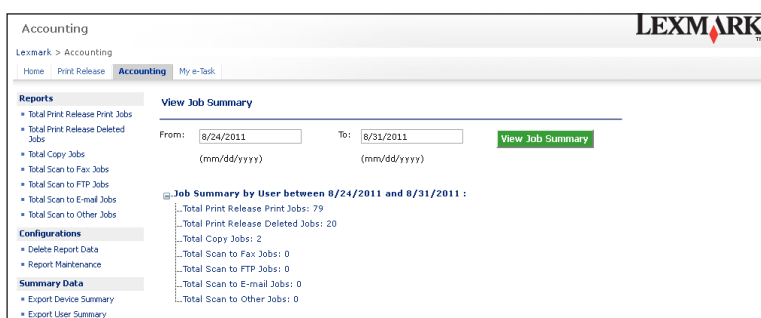 Accounting
LEXMARK
TM
Lexmark > Accounting
Home Print Release Accounting My e-Task
Reports
Total Print Release Print Jobs
Total Print Release Deleted
Jobs
Total Copy Jobs
Total Scan to Fax Jobs
Total Scan to FTP Jobs
Total Scan to E-mail Jobs
Total Scan to Other Jobs
Configurations
Delete Report Data
Report Maintenance
Summary Data
Export Device Summary
Export User Summary
View Job Summary
From: 8/24/2011 To: 8/31/2011 View Job Summary
(mm/dd/yyyy) (mm/dd/yyyy)
Job Summary by User between 8/24/2011 and 8/31/2011 :
Total Print Release Print Jobs: 79
Total Print Release Deleted Jobs: 20
Total Copy Jobs: 2
Total Scan to Fax Jobs: 0
Total Scan to FTP Jobs: 0
Total Scan to E-mail Jobs: 0
Total Scan to Other Jobs: 0